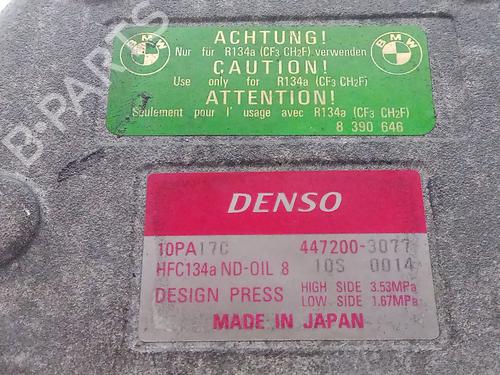 BMW ACHTUNG! BMW
Nur für R134a (CF3 CH2F) verwenden
CAUTION!
Use only for R134a (CF3 CH2F)
ATTENTION!
Seulement pour l' usage avec R134a (CF3 CH2F)
8 390 646
B-PARTS
DENSO
10PA17C 447200-3077
HFC134a ND-OIL 8 10S 0014
DESIGN PRESS HIGH SIDE 3.53MPa
LOW SIDE 1.67MPa
MADE IN JAPAN